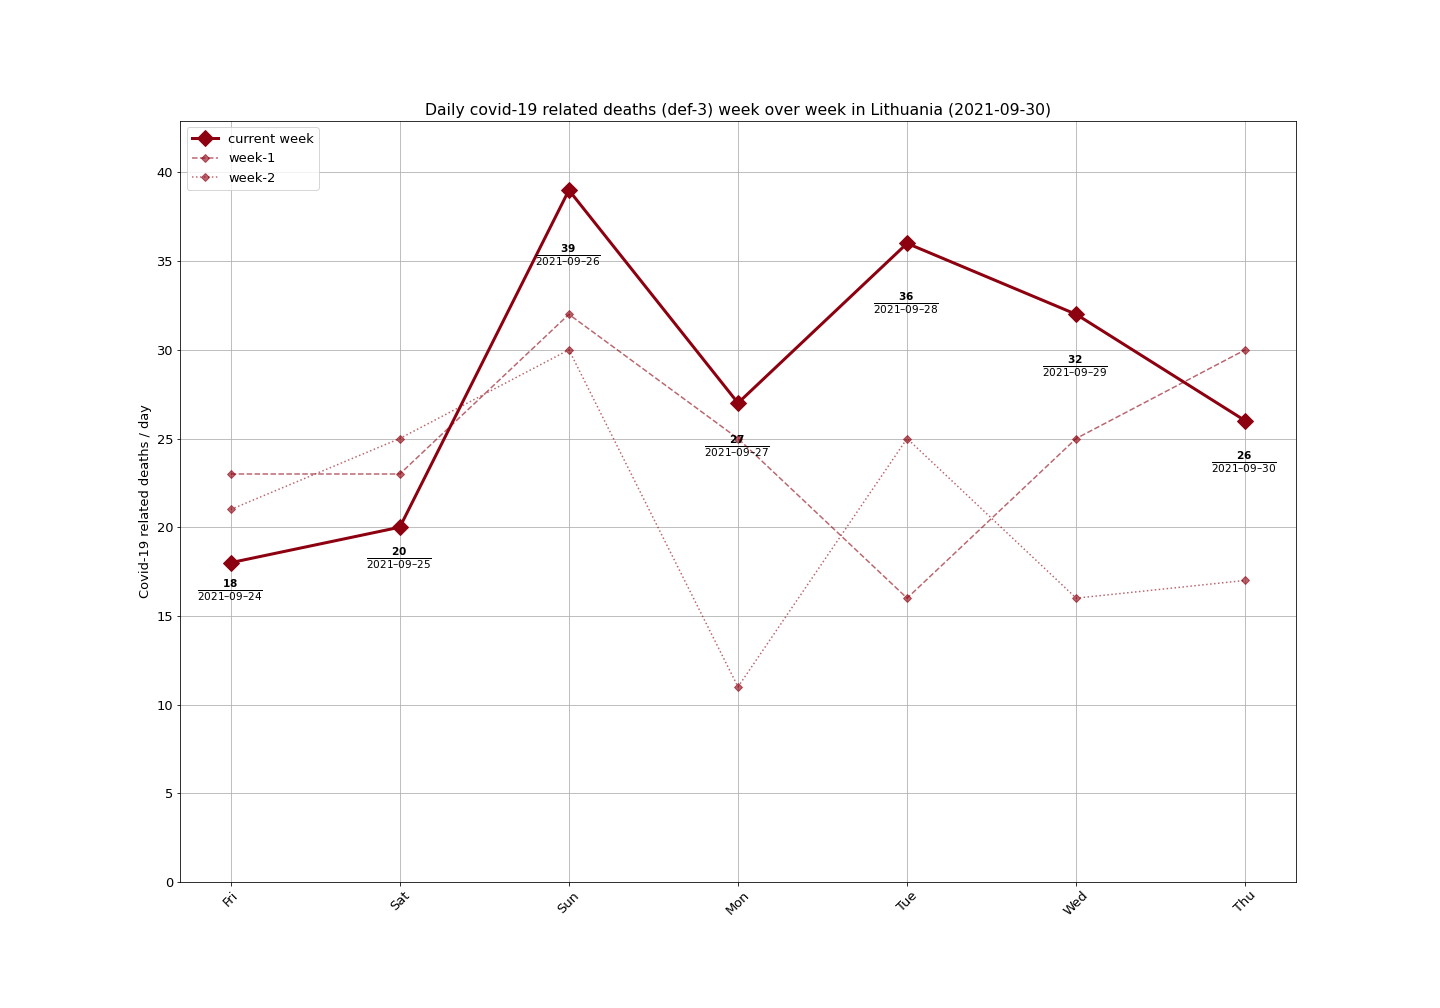 Daily covid-19 related deaths (def-3) week over week in Lithuania (2021-09-30)
current week
week-1
week-2
Covid-19 related deaths / day
40
35
30
25
20
15
10
5
0
18
2021–09–24
20
2021–09–25
39
2021–09–26
27
2021–09–27
36
2021–09–28
32
2021–09–29
26
2021–09–30
Fri
Sat
Sun
Mon
Tue
Wed
Thu